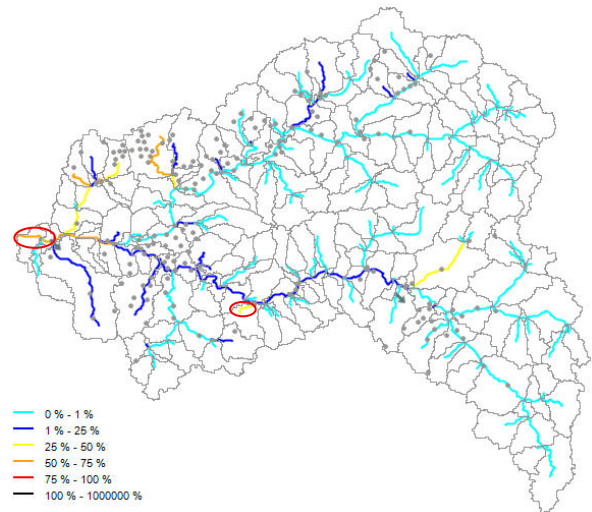 0 % - 1 %
1 % - 25 %
25 % - 50 %
50 % - 75 %
75 % - 100 %
100 % - 1000000 %